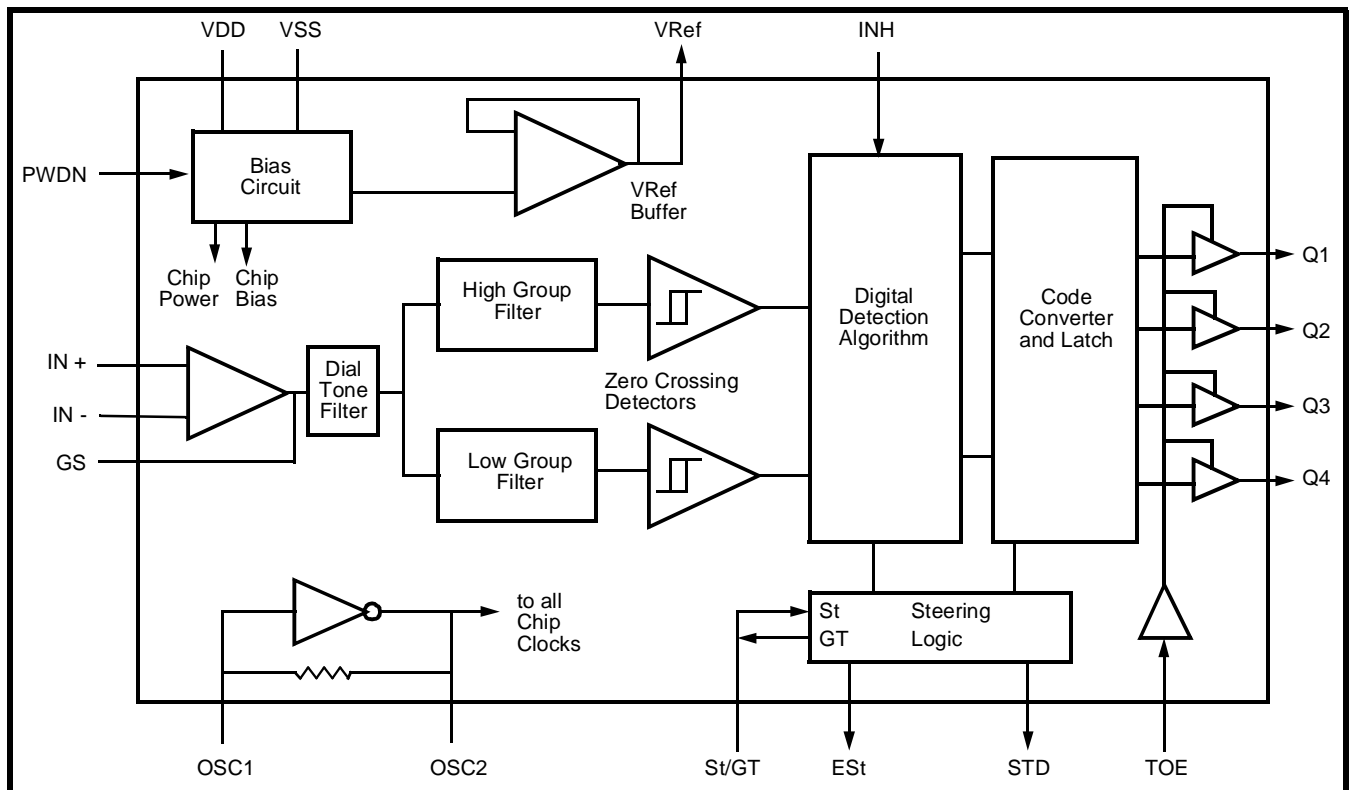 VDD
VSS
VRef
INH
PWDN
Bias
Circuit
VRef
Buffer
Chip
Power
Chip
Bias
High Group
Filter
Digital
Detection
Algorithm
Code
Converter
and Latch
Q1
Q2
Q3
Q4
IN +
IN -
GS
Dial
Tone
Filter
Zero Crossing
Detectors
Low Group
Filter
to all
Chip
Clocks
St
Steering
GT
Logic
OSC1
OSC2
St/GT
ESt
STD
TOE